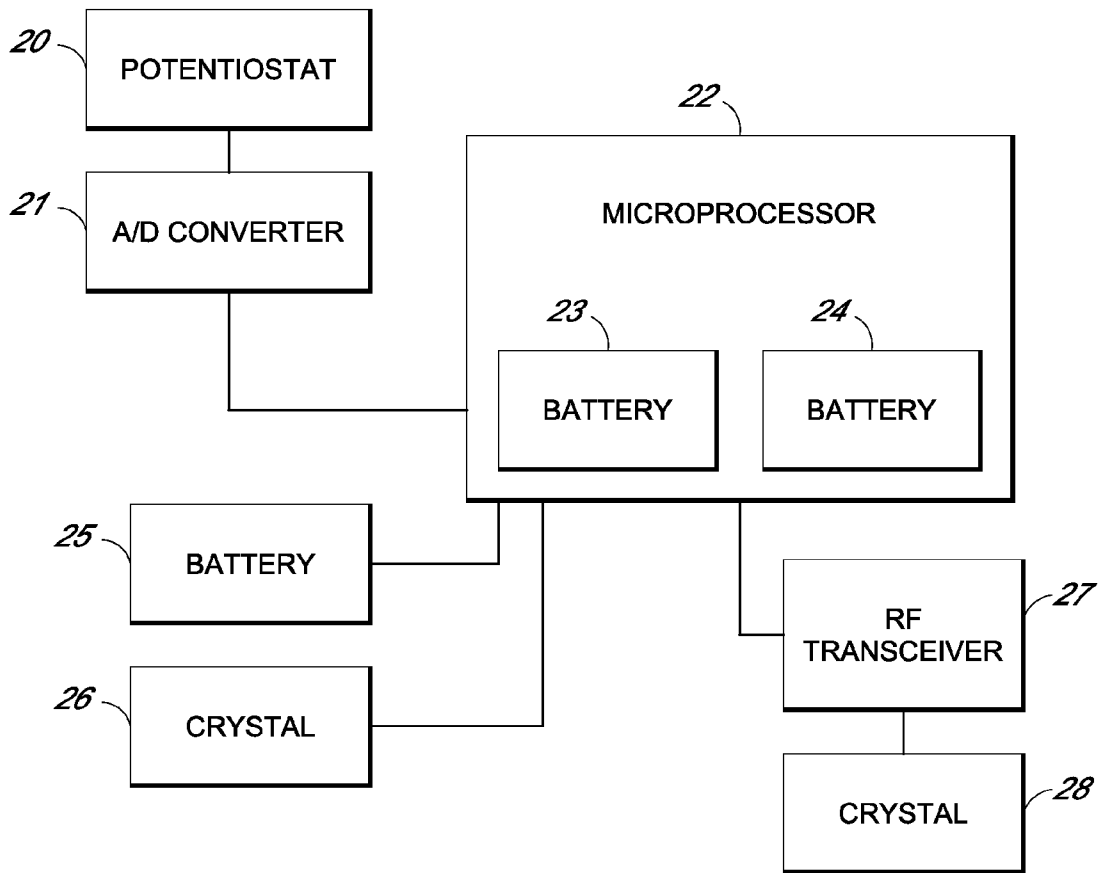 20
POTENTIOSTAT
21
A/D CONVERTER
22
MICROPROCESSOR
23
BATTERY
24
BATTERY
25
BATTERY
26
CRYSTAL
27
RF
TRANSCEIVER
28
CRYSTAL